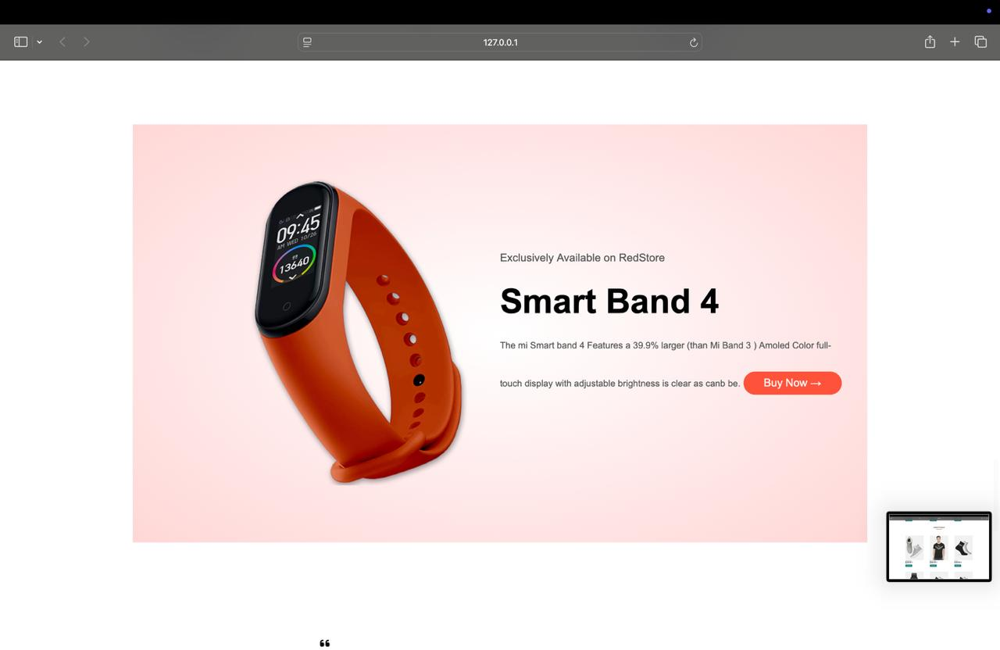 127.0.0.1
09:45
AM WED 10/26
13640
Exclusively Available on RedStore
Smart Band 4
The mi Smart band 4 Features a 39.9% larger (than Mi Band 3 ) Amoled Color full-
touch display with adjustable brightness is clear as canb be. Buy Now →
“